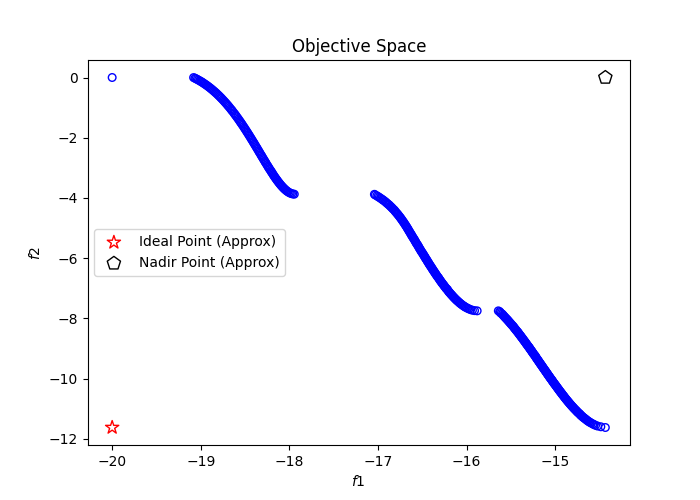 Objective Space
0
−2
−4
−6
−8
−10
−12
f2
Ideal Point (Approx)
Nadir Point (Approx)
−20
−19
−18
−17
−16
−15
f1